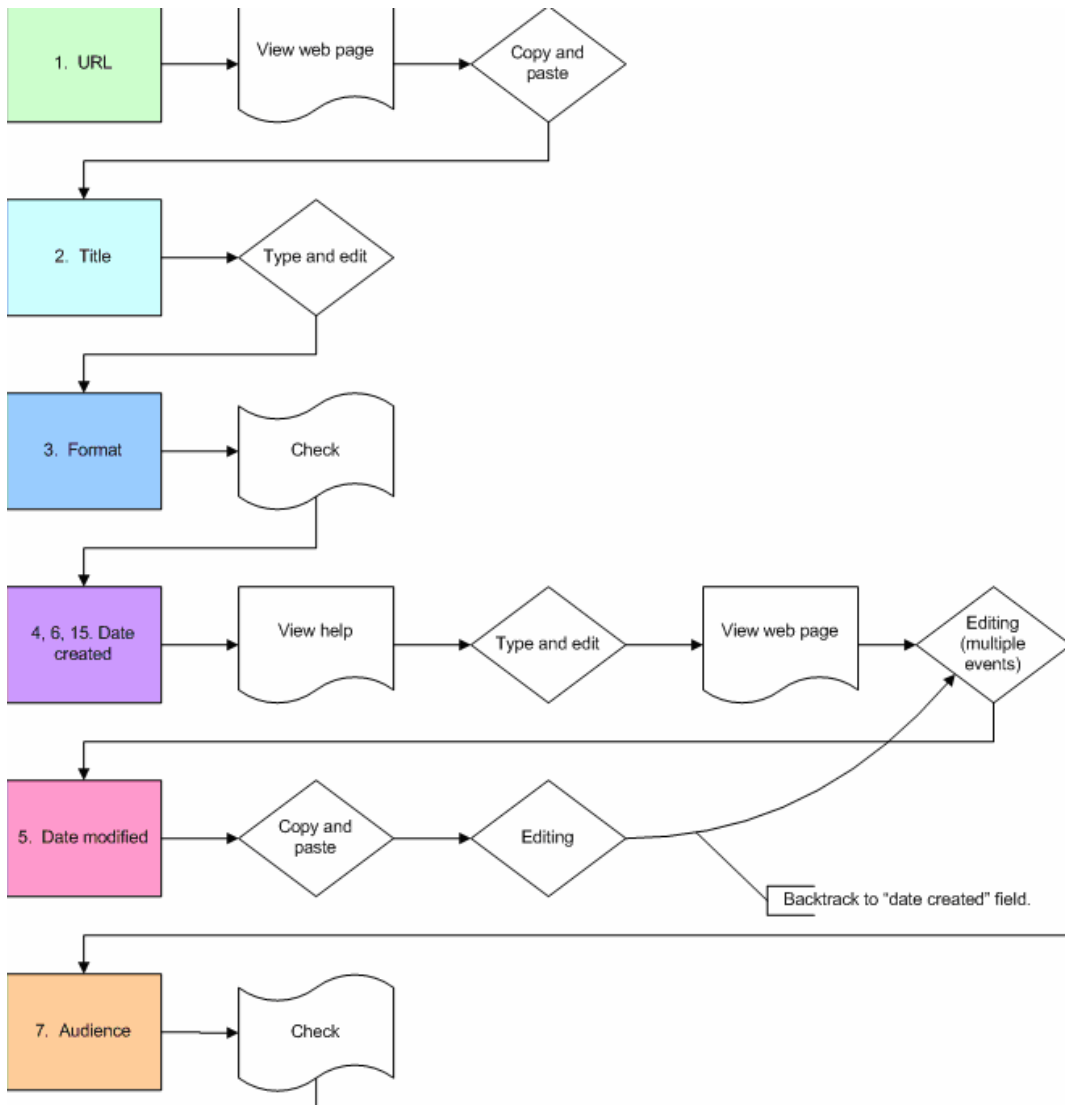 1. URL
View web page
Copy and
paste
2. Title
Type and edit
3. Format
Check
4, 6, 15. Date
created
View help
Type and edit
View web page
Editing
(multiple
events)
5. Date modified
Copy and
paste
Editing
Backtrack to “date created” field.
7. Audience
Check